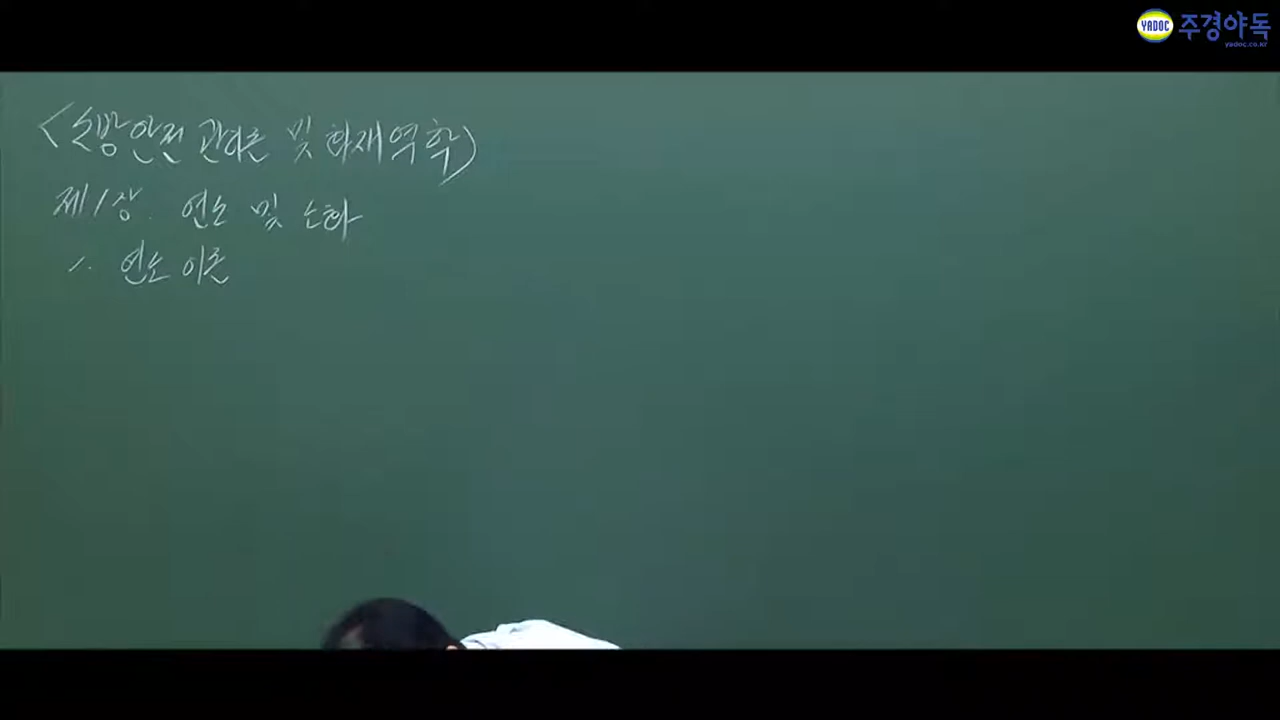 YADOC 주경야독
yadoc.co.kr
<소방안전관리론 및 화재역학>
제1장. 연소 및 소화
1. 연소 이론